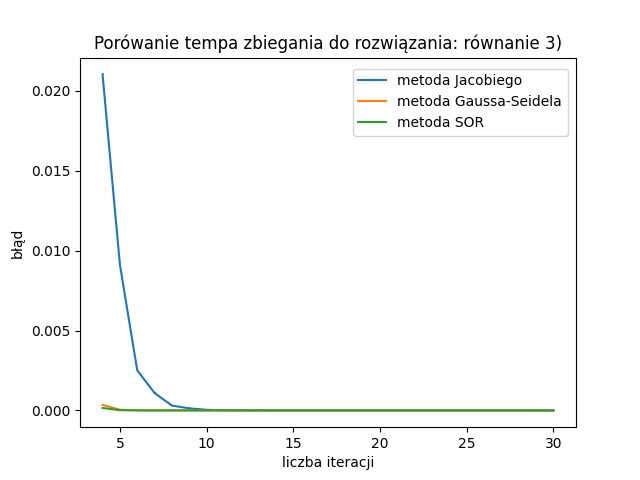 Porówanie tempa zbiegania do rozwiązania: równanie 3)
metoda Jacobiego
metoda Gaussa-Seidela
metoda SOR
błąd
0.020
0.015
0.010
0.005
0.000
5
10
15
20
25
30
liczba iteracji